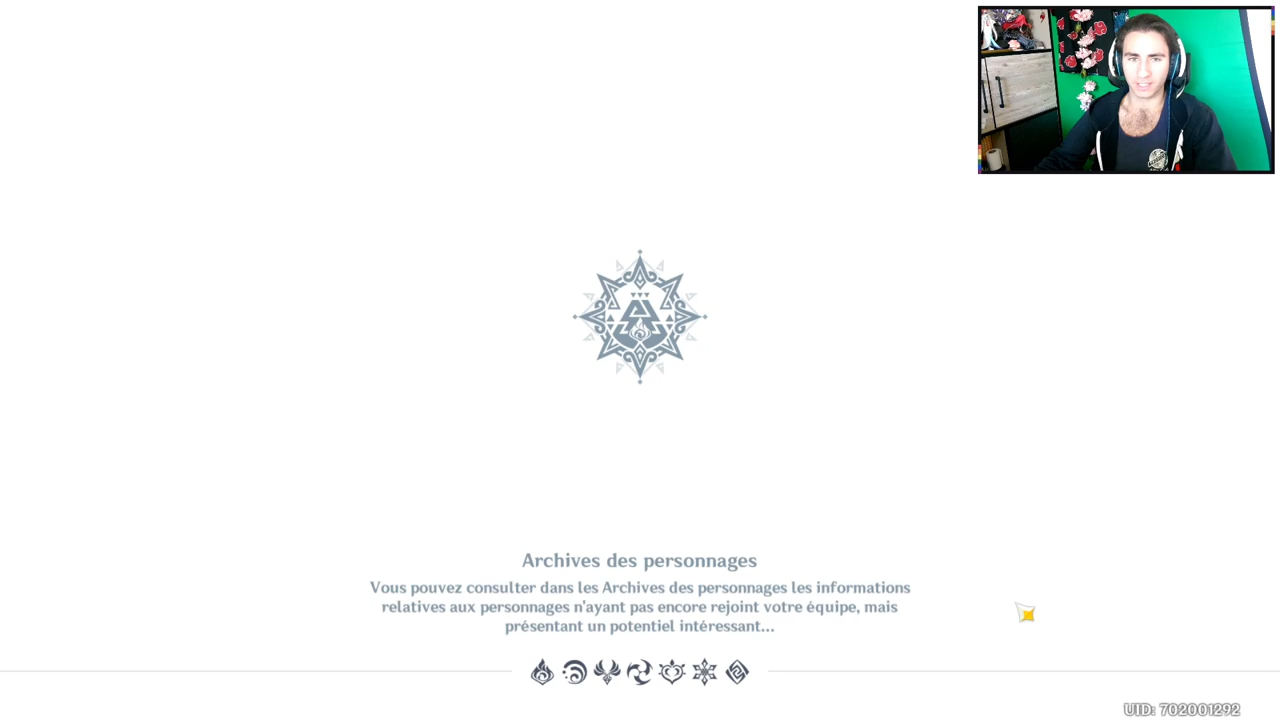 Archives des personnages
Vous pouvez consulter dans les Archives des personnages les informations
relatives aux personnages n'ayant pas encore rejoint votre équipe, mais
présentant un potentiel intéressant...
UID: 702001292